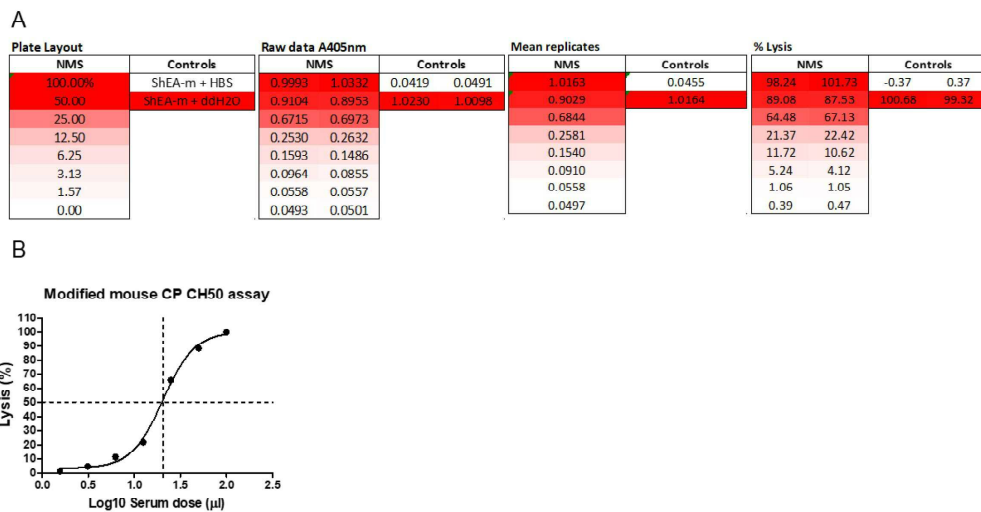 A
Plate Layout Raw data A405nm Mean replicates % Lysis
NMS Controls NMS Controls NMS Controls NMS Controls
100.00% ShEA-m + HBS 0.9993 1.0332 0.0419 0.0491 1.0163 0.0455 98.24 101.73 -0.37 0.37
50.00 ShEA-m + ddH2O 0.9104 0.8953 1.0230 1.0098 0.9029 1.0164 89.08 87.53 100.68 99.32
25.00 0.6715 0.6973 0.6844 64.48 67.13
12.50 0.2530 0.2632 0.2581 21.37 22.42
6.25 0.1593 0.1486 0.1540 11.72 10.62
3.13 0.0964 0.0855 0.0910 5.24 4.12
1.57 0.0558 0.0557 0.0558 1.06 1.05
0.00 0.0493 0.0501 0.0497 0.39 0.47
B
Modified mouse CP CH50 assay
110
100
90
80
70
60
50
40
30
20
10
0
Lysis (%)
0.0 0.5 1.0 1.5 2.0 2.5
Log10 Serum dose (µl)